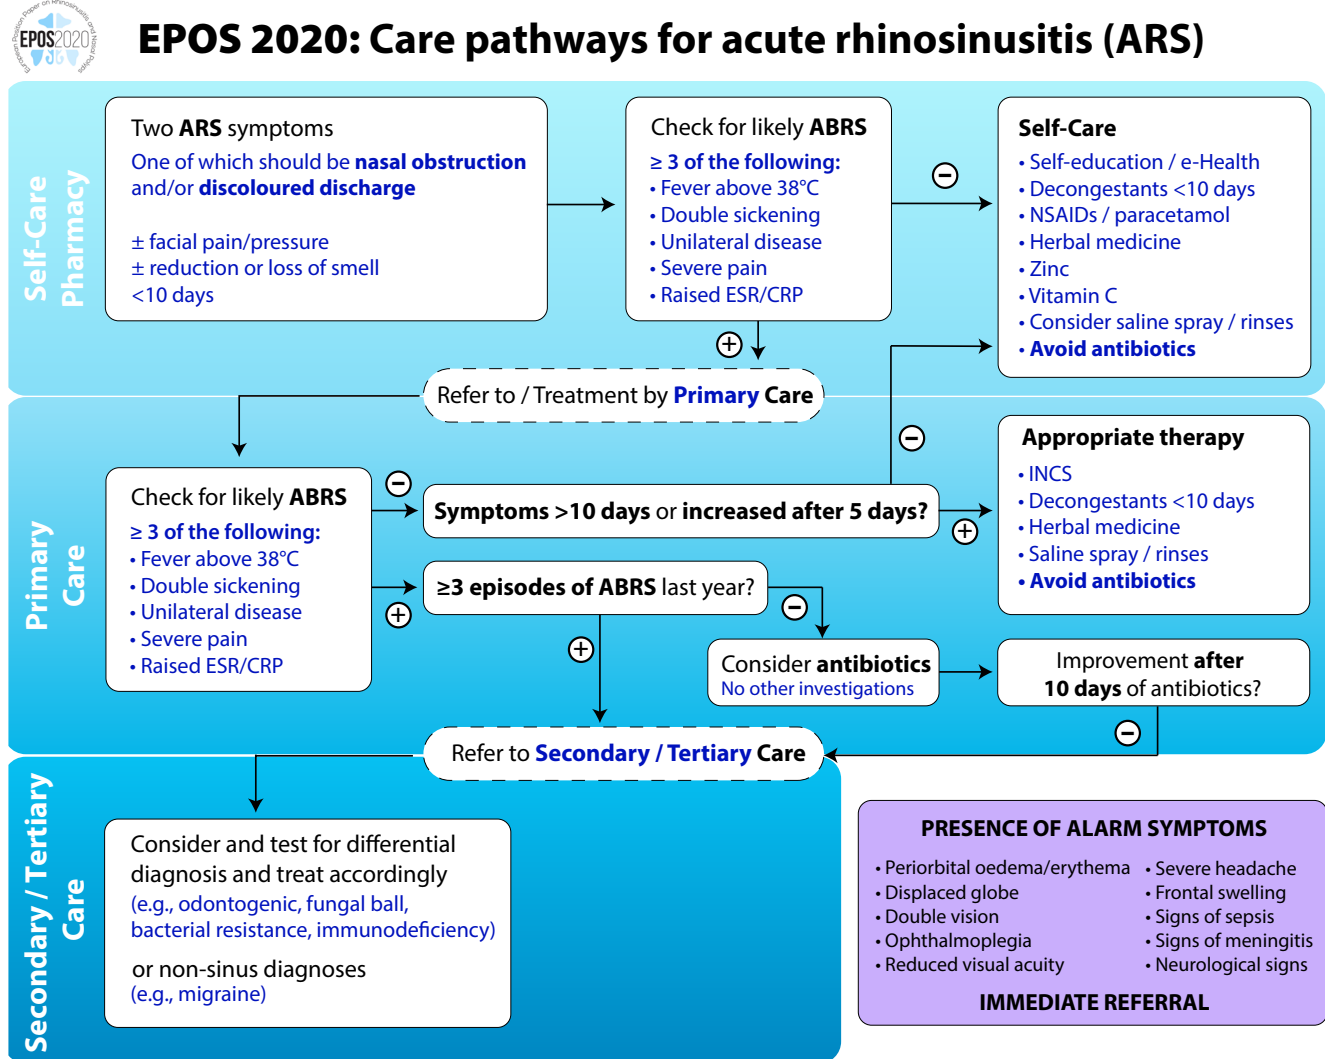 European Position Paper on Rhinosinusitis and Nasal Polyps
EPOS2020
EPOS 2020: Care pathways for acute rhinosinusitis (ARS)
Self-Care
Pharmacy
Two ARS symptoms
One of which should be nasal obstruction
and/or discoloured discharge
± facial pain/pressure
± reduction or loss of smell
<10 days
Check for likely ABRS
≥ 3 of the following:
• Fever above 38°C
• Double sickening
• Unilateral disease
• Severe pain
• Raised ESR/CRP
Self-Care
• Self-education / e-Health
• Decongestants <10 days
• NSAIDs / paracetamol
• Herbal medicine
• Zinc
• Vitamin C
• Consider saline spray / rinses
• Avoid antibiotics
−
+
Refer to / Treatment by Primary Care
Primary
Care
Check for likely ABRS
≥ 3 of the following:
• Fever above 38°C
• Double sickening
• Unilateral disease
• Severe pain
• Raised ESR/CRP
−
+
Symptoms >10 days or increased after 5 days?
−
+
Appropriate therapy
• INCS
• Decongestants <10 days
• Herbal medicine
• Saline spray / rinses
• Avoid antibiotics
≥3 episodes of ABRS last year?
−
+
Consider antibiotics
No other investigations
Improvement after
10 days of antibiotics?
−
Refer to Secondary / Tertiary Care
Secondary / Tertiary
Care
Consider and test for differential
diagnosis and treat accordingly
(e.g., odontogenic, fungal ball,
bacterial resistance, immunodeficiency)
or non-sinus diagnoses
(e.g., migraine)
PRESENCE OF ALARM SYMPTOMS
• Periorbital oedema/erythema
• Displaced globe
• Double vision
• Ophthalmoplegia
• Reduced visual acuity
• Severe headache
• Frontal swelling
• Signs of sepsis
• Signs of meningitis
• Neurological signs
IMMEDIATE REFERRAL